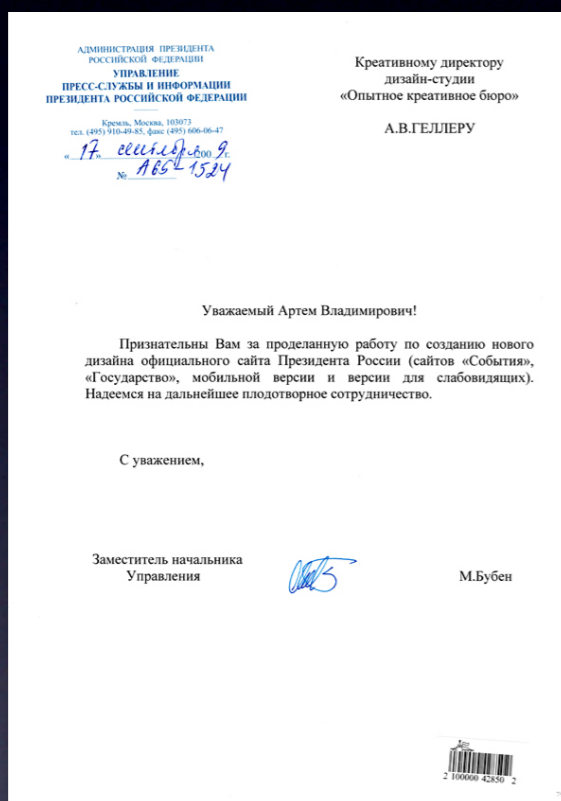 АДМИНИСТРАЦИЯ ПРЕЗИДЕНТА
РОССИЙСКОЙ ФЕДЕРАЦИИ
УПРАВЛЕНИЕ
ПРЕСС-СЛУЖБЫ И ИНФОРМАЦИИ
ПРЕЗИДЕНТА РОССИЙСКОЙ ФЕДЕРАЦИИ
Кремль, Москва, 103073
тел. (495) 910-49-85, факс (495) 606-06-47
«17» сентября 2009 г.
№ А65-1524
Креативному директору
дизайн-студии
«Опытное креативное бюро»
А.В.ГЕЛЛЕРУ
Уважаемый Артем Владимирович!
Признательны Вам за проделанную работу по созданию нового
дизайна официального сайта Президента России (сайтов «События»,
«Государство», мобильной версии и версии для слабовидящих).
Надеемся на дальнейшее плодотворное сотрудничество.
С уважением,
Заместитель начальника
Управления
М.Бубен
2 100000 42850 2